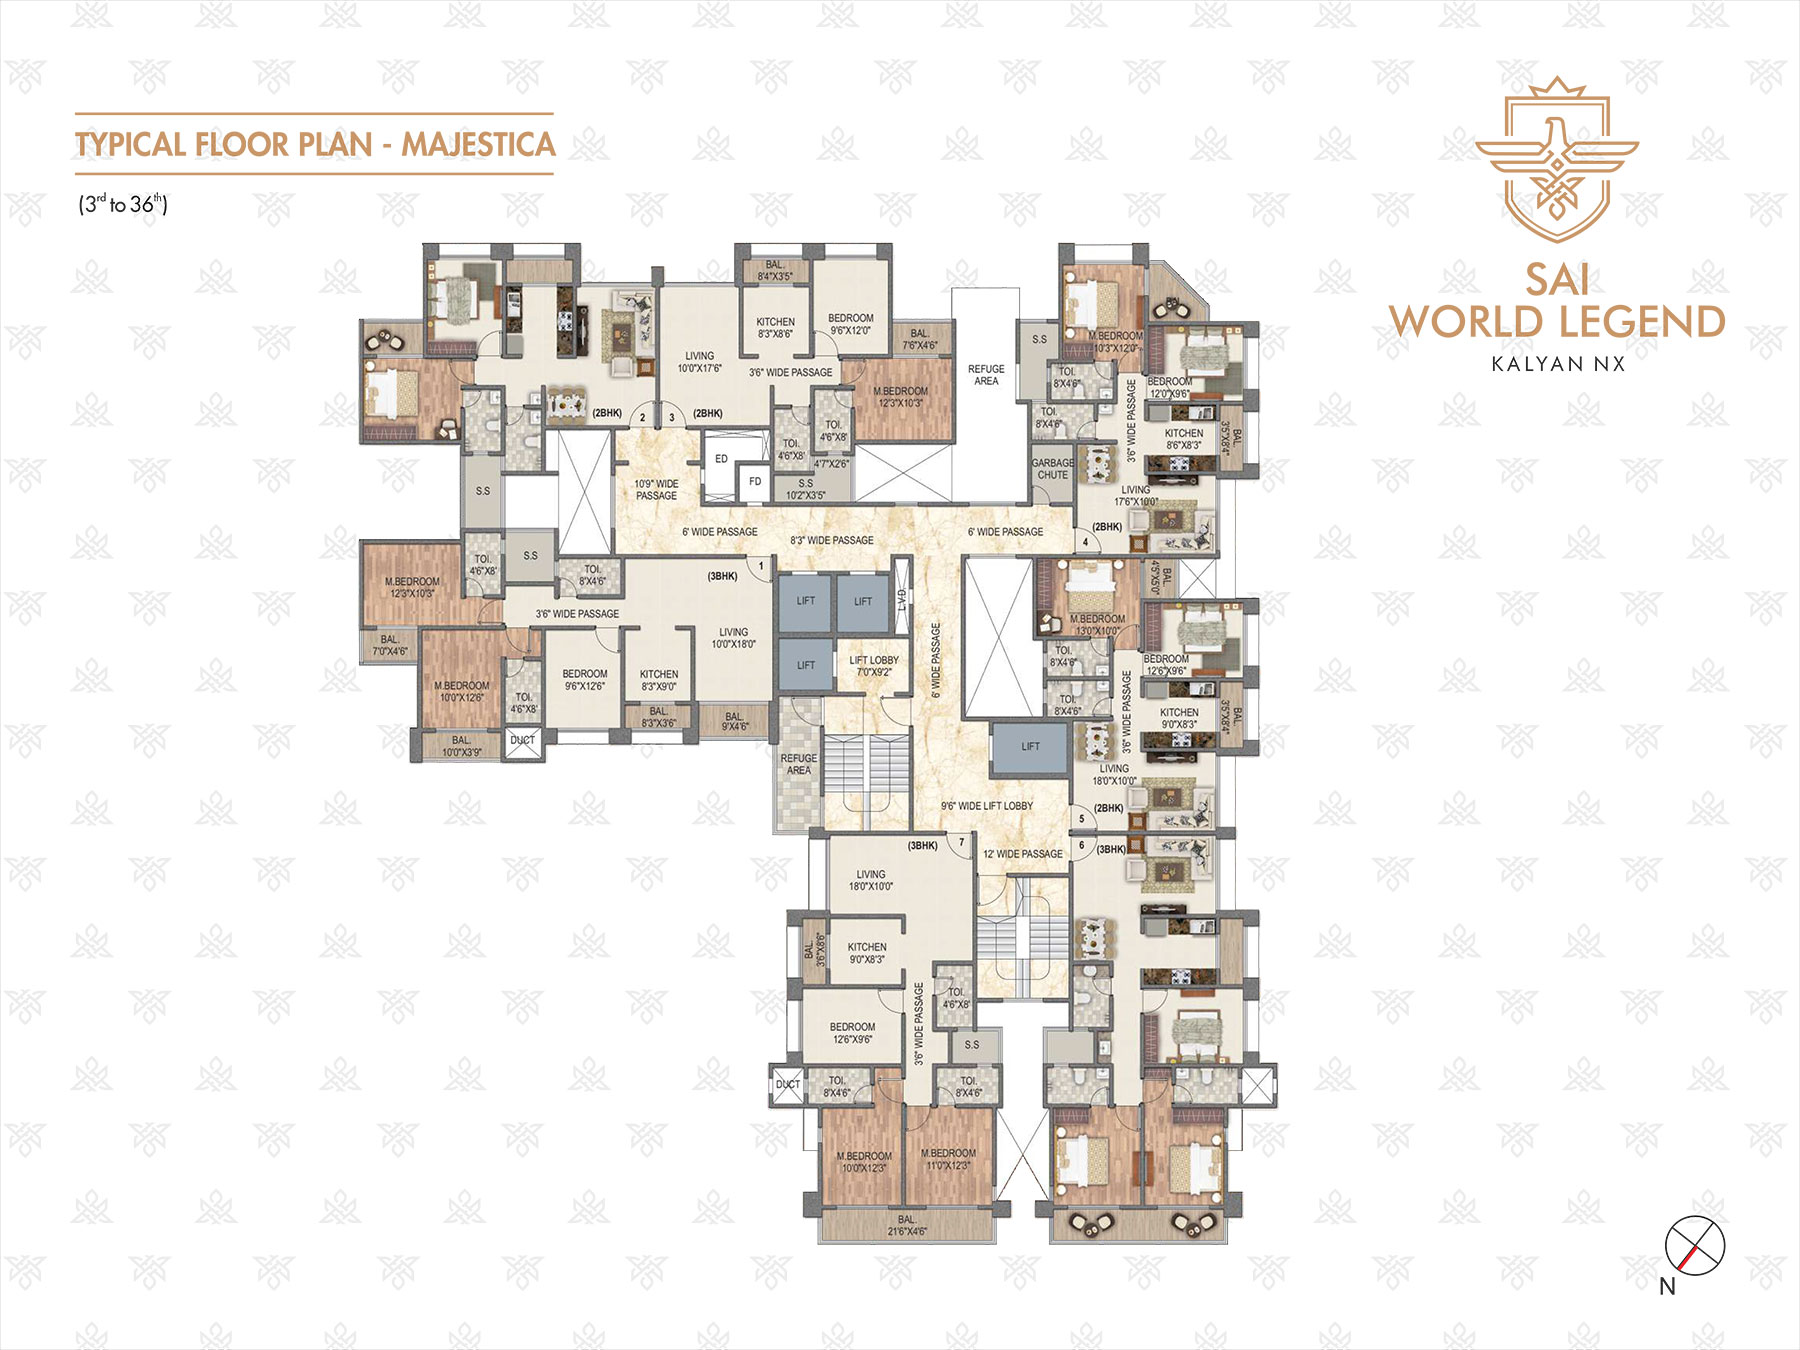 TYPICAL FLOOR PLAN - MAJESTICA
(3rd to 36th)
SAI
WORLD LEGEND
KALYAN NX
BAL.
8'4"X3'5"
KITCHEN
8'3"X8'6"
BEDROOM
9'6"X12'0"
BAL.
7'6"X4'6"
LIVING
10'0"X17'6"
3'6" WIDE PASSAGE
M.BEDROOM
12'3"X10'3"
(2BHK)
2
3
(2BHK)
TOI.
4'6"X8'
TOI.
4'6"X8'
4'7"X2'6"
S.S
10'2"X3'5"
REFUGE
AREA
ED
FD
S.S
10'9" WIDE
PASSAGE
6' WIDE PASSAGE
8'3" WIDE PASSAGE
6' WIDE PASSAGE
S.S
M.BEDROOM
10'3"X12'0"
TOI.
8'X4'6"
TOI.
8'X4'6"
BEDROOM
12'0"X9'6"
3'6" WIDE PASSAGE
KITCHEN
8'6"X8'3"
BAL.
3'5"X8'4"
GARBAGE
CHUTE
LIVING
17'6"X10'0"
(2BHK)
4
S.S
TOI.
4'6"X8'
TOI.
8'X4'6"
(3BHK)
1
M.BEDROOM
12'3"X10'3"
3'6" WIDE PASSAGE
BAL.
7'0"X4'6"
LIVING
10'0"X18'0"
M.BEDROOM
10'0"X12'6"
TOI.
4'6"X8'
BEDROOM
9'6"X12'6"
KITCHEN
8'3"X9'0"
BAL.
8'3"X3'6"
BAL.
9'X4'6"
BAL.
10'0"X3'9"
DUCT
LIFT
LIFT
L.V.D
LIFT
LIFT LOBBY
7'0"X9'2"
6' WIDE PASSAGE
REFUGE
AREA
LIFT
9'6" WIDE LIFT LOBBY
12' WIDE PASSAGE
BAL.
4'5"X5'0"
M.BEDROOM
13'0"X10'0"
TOI.
8'X4'6"
TOI.
8'X4'6"
BEDROOM
12'6"X9'6"
3'6" WIDE PASSAGE
KITCHEN
9'0"X8'3"
BAL.
3'5"X8'4"
LIVING
18'0"X10'0"
(2BHK)
5
6
(3BHK)
(3BHK)
7
LIVING
18'0"X10'0"
BAL.
3'6"X8'6"
KITCHEN
9'0"X8'3"
3'6" WIDE PASSAGE
TOI.
4'6"X8'
BEDROOM
12'6"X9'6"
S.S
DUCT
TOI.
8'X4'6"
TOI.
8'X4'6"
M.BEDROOM
10'0"X12'3"
M.BEDROOM
11'0"X12'3"
BAL.
21'6"X4'6"
N